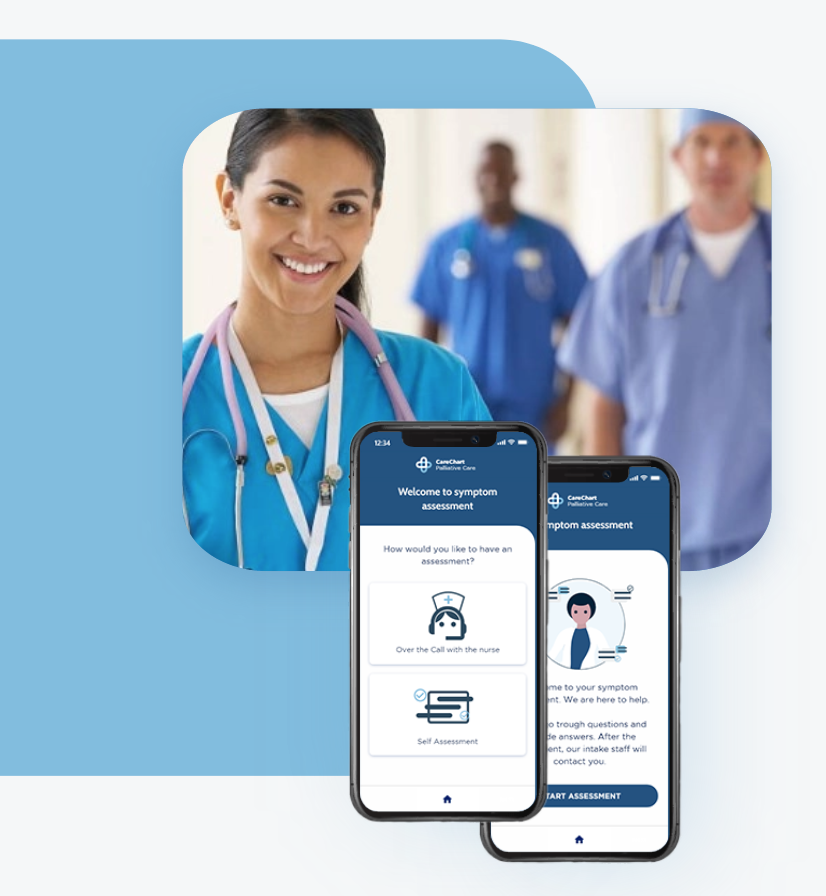 12:34
CareChart
Palliative Care
Welcome to symptom
assessment
How would you like to have an
assessment?
Over the Call with the nurse
Self Assessment
CareChart
Palliative Care
mptom assessment
me to your symptom
ent. We are here to help.
o trough questions and
de answers. After the
ent, our intake staff will
contact you.
TART ASSESSMENT